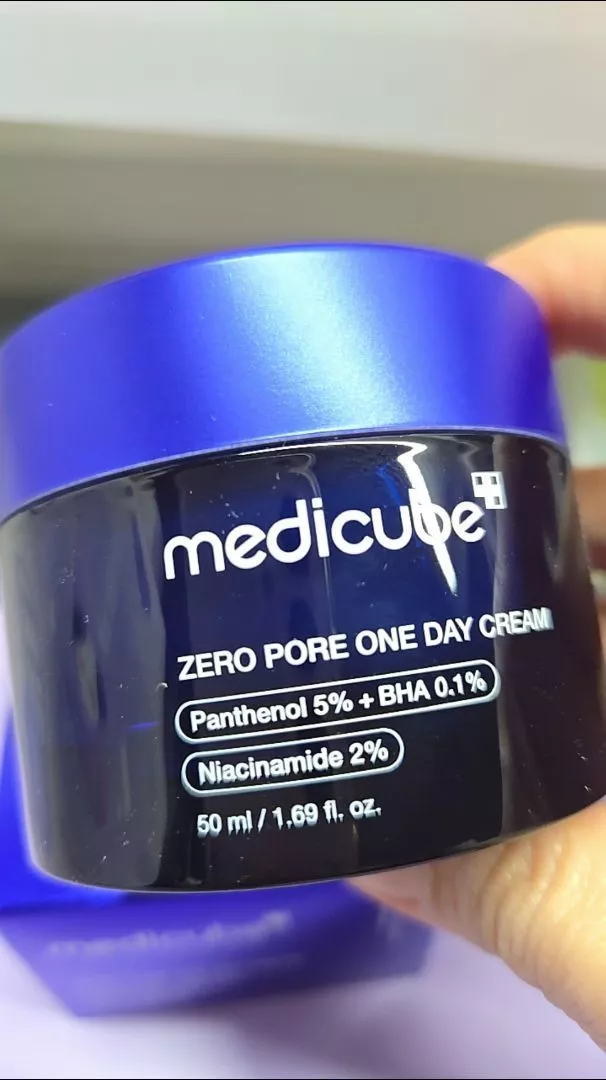 medicube
ZERO PORE ONE DAY CREAM
Panthenol 5% + BHA 0.1%
Niacinamide 2%
50 ml / 1.69 fl. oz.
medicube